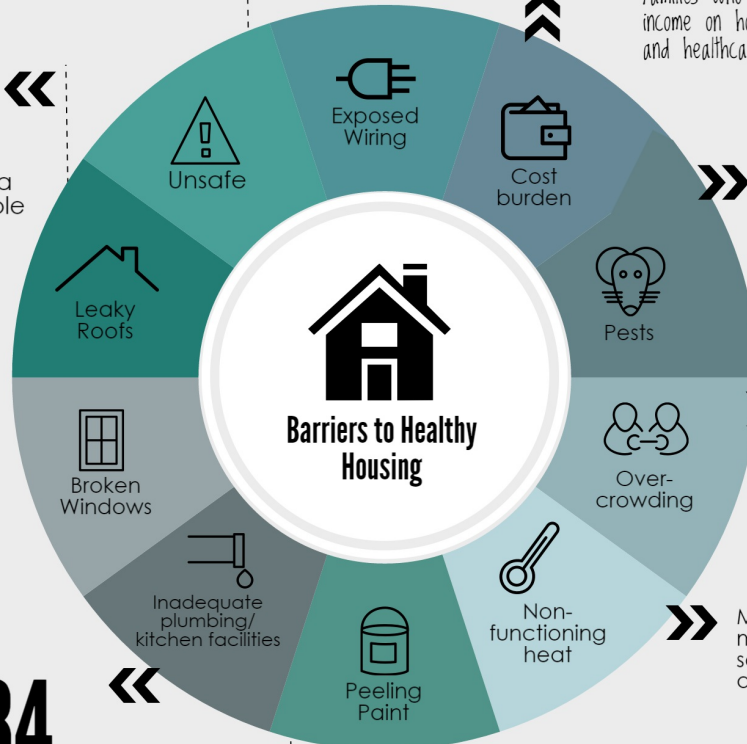 income on
and
Exposed
Wiring
Unsafe
Cost
burden
Leaky
Roofs
Pests
Barriers to Healthy
Housing
Broken
Windows
Over-
crowding
Inadequate
plumbing/
kitchen facilities
Non-
functioning
heat
Peeling
Paint
34